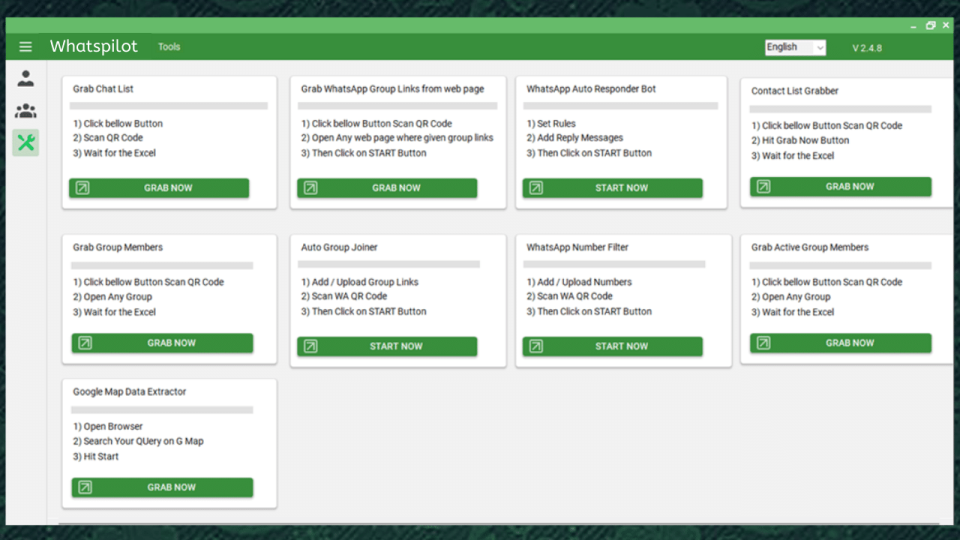 Whatspilot
Tools
English
V 2.4.8
Grab Chat List
1) Click bellow Button
2) Scan QR Code
3) Wait for the Excel
GRAB NOW
Grab WhatsApp Group Links from web page
1) Click bellow Button Scan QR Code
2) Open Any web page where given group links
3) Then Click on START Button
GRAB NOW
WhatsApp Auto Responder Bot
1) Set Rules
2) Add Reply Messages
3) Then Click on START Button
START NOW
Contact List Grabber
1) Click bellow Button Scan QR Code
2) Hit Grab Now Button
3) Wait for the Excel
GRAB NOW
Grab Group Members
1) Click bellow Button Scan QR Code
2) Open Any Group
3) Wait for the Excel
GRAB NOW
Auto Group Joiner
1) Add / Upload Group Links
2) Scan WA QR Code
3) Then Click on START Button
START NOW
WhatsApp Number Filter
1) Add / Upload Numbers
2) Scan WA QR Code
3) Then Click on START Button
START NOW
Grab Active Group Members
1) Click bellow Button Scan QR Code
2) Open Any Group
3) Wait for the Excel
GRAB NOW
Google Map Data Extractor
1) Open Browser
2) Search Your QUery on G Map
3) Hit Start
GRAB NOW